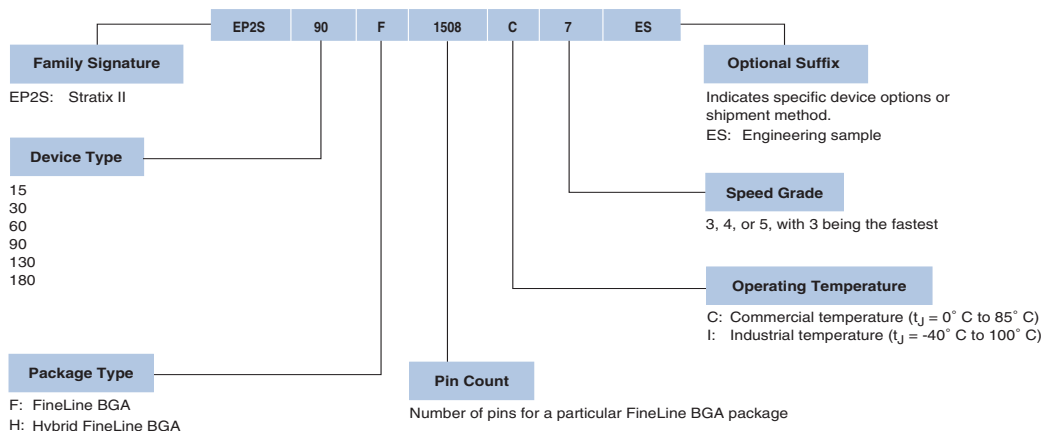 EP2S 90 F 1508 C 7 ES
Family Signature
EP2S: Stratix II
Device Type
15
30
60
90
130
180
Package Type
F: FineLine BGA
H: Hybrid FineLine BGA
Pin Count
Number of pins for a particular FineLine BGA package
Optional Suffix
Indicates specific device options or
shipment method.
ES: Engineering sample
Speed Grade
3, 4, or 5, with 3 being the fastest
Operating Temperature
C: Commercial temperature (tJ = 0° C to 85° C)
I: Industrial temperature (tJ = -40° C to 100° C)